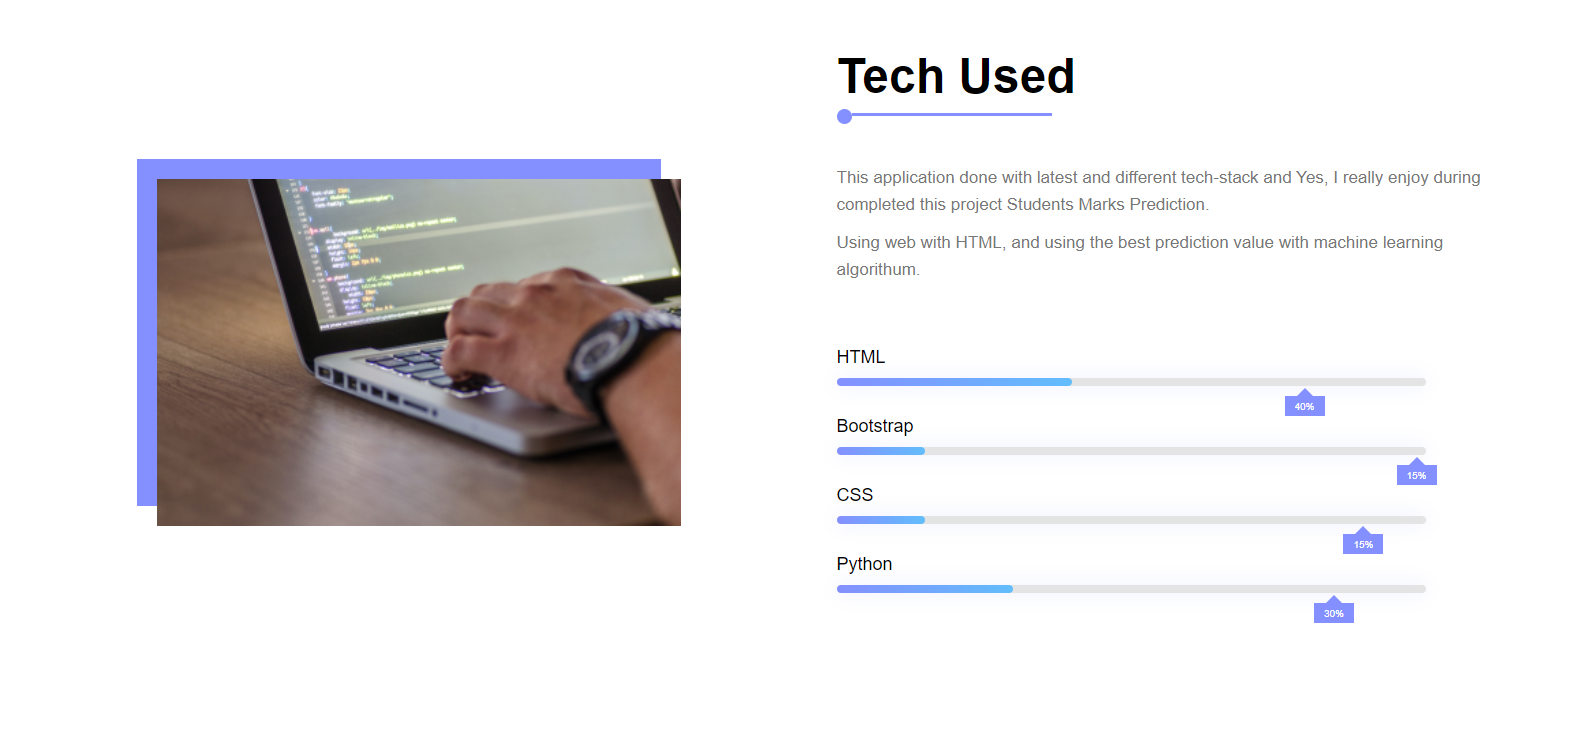 Tech Used
This application done with latest and different tech-stack and Yes, I really enjoy during
completed this project Students Marks Prediction.
Using web with HTML, and using the best prediction value with machine learning
algorithum.
HTML
40%
Bootstrap
15%
CSS
15%
Python
30%